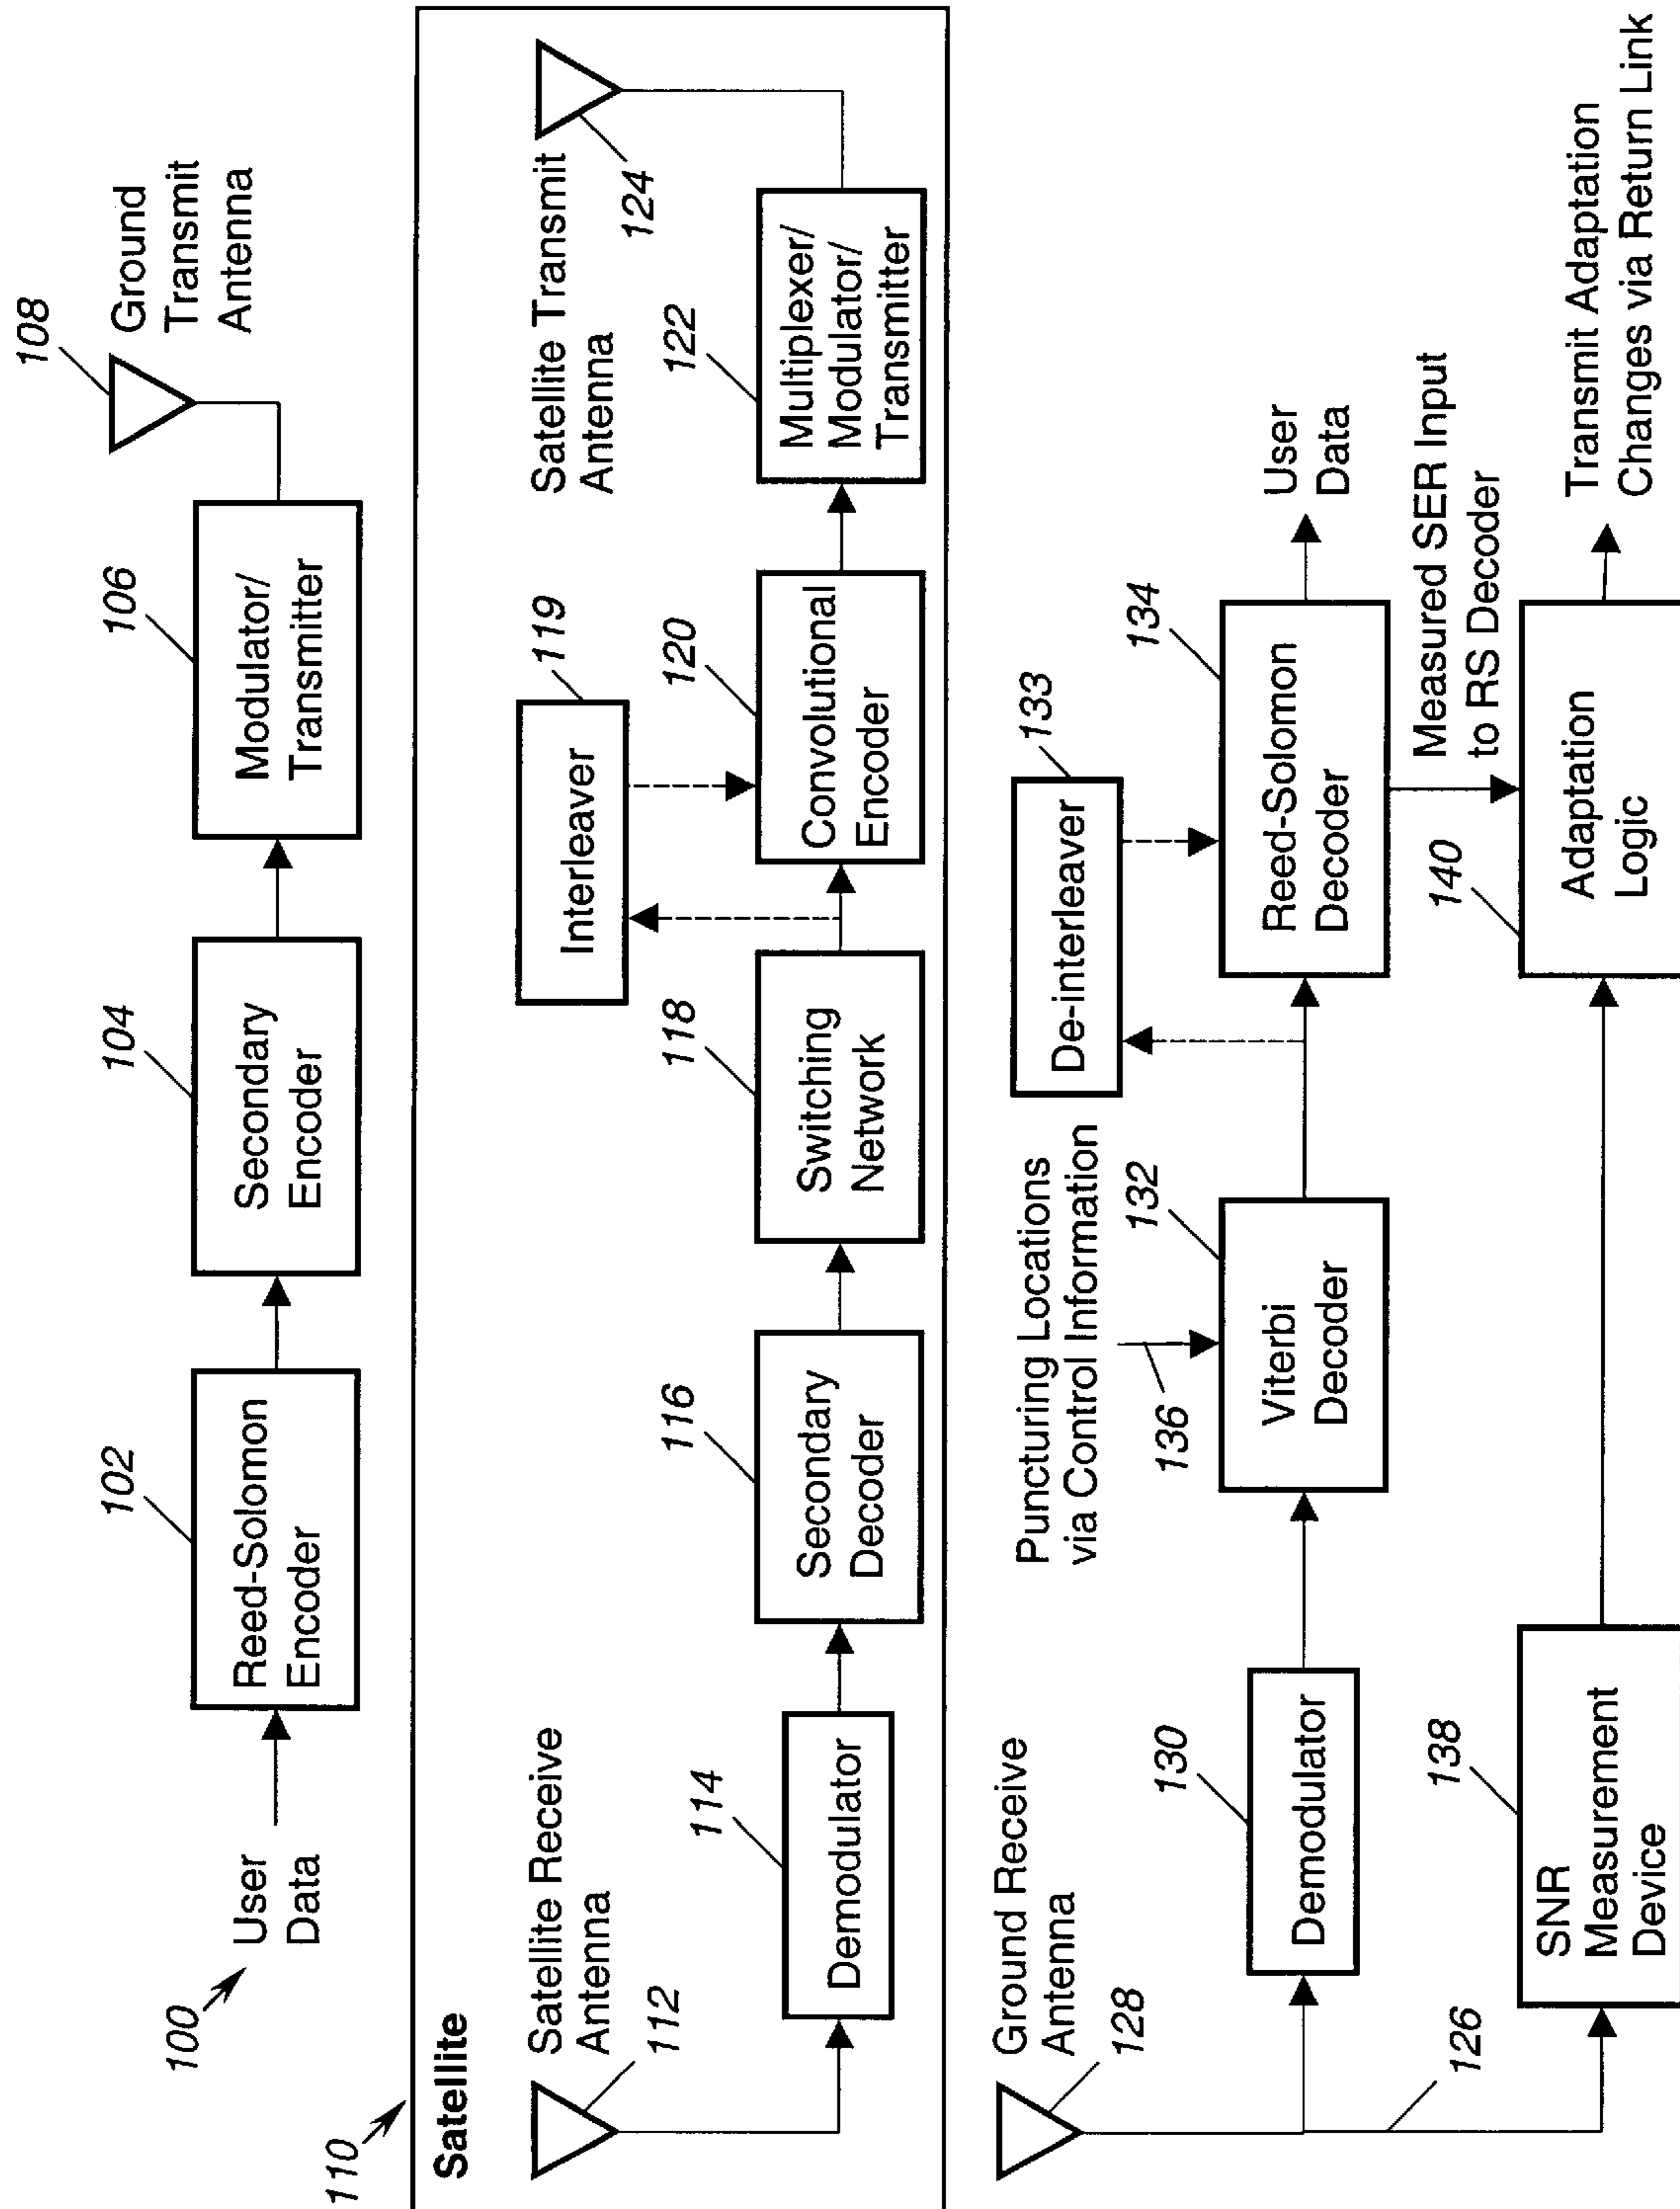 100
User
Data
102
Reed-Solomon
Encoder
104
Secondary
Encoder
106
Modulator/
Transmitter
108
Ground
Transmit
Antenna
110
Satellite
Satellite Receive
Antenna
112
114
Demodulator
116
Secondary
Decoder
118
Switching
Network
119
Interleaver
120
Convolutional
Encoder
122
Multiplexer/
Modulator/
Transmitter
Satellite Transmit
Antenna
124
Ground Receive
Antenna
128
126
130
Demodulator
Puncturing Locations
via Control Information
136
132
Viterbi
Decoder
133
De-interleaver
134
Reed-Solomon
Decoder
User
Data
Measured SER Input
to RS Decoder
138
SNR
Measurement
Device
140
Adaptation
Logic
Transmit Adaptation
Changes via Return Link